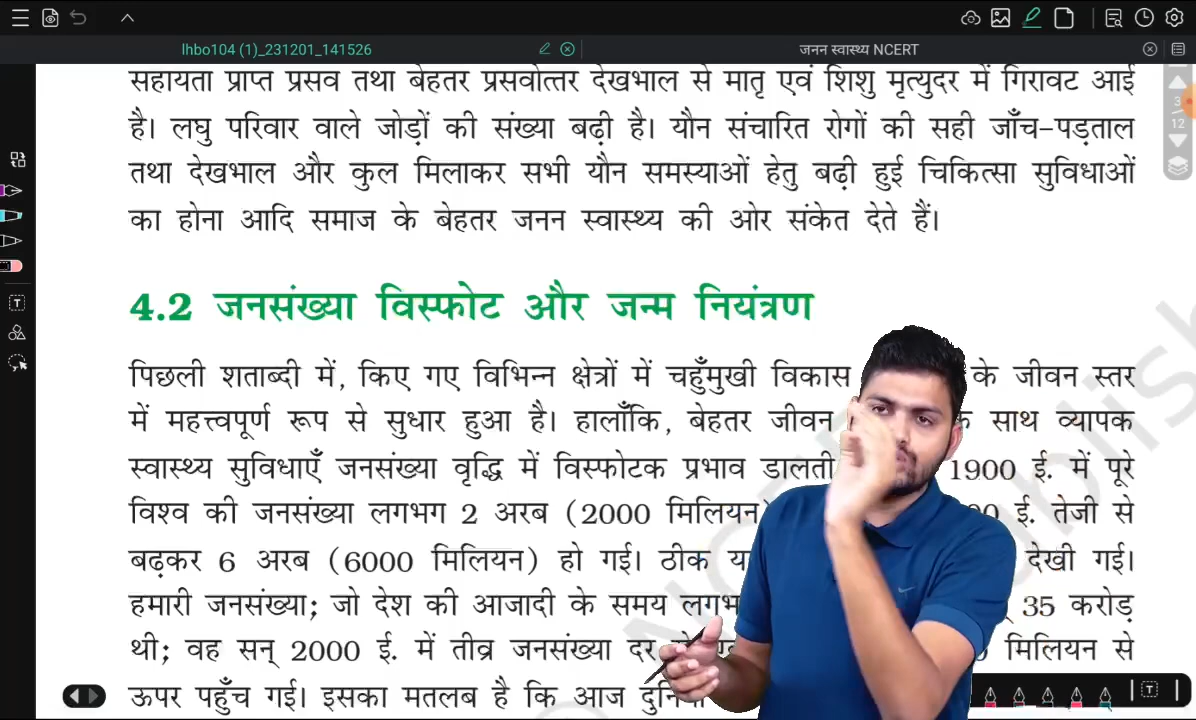 lhbo104 (1)_231201_141526
जनन स्वास्थ्य NCERT
सहायता प्राप्त प्रसव तथा बेहतर प्रसवोत्तर देखभाल से मातृ एवं शिशु मृत्युदर में गिरावट आई
है। लघु परिवार वाले जोड़ों की संख्या बढ़ी है। यौन संचारित रोगों की सही जाँच-पड़ताल
तथा देखभाल और कुल मिलाकर सभी यौन समस्याओं हेतु बढ़ी हुई चिकित्सा सुविधाओं
का होना आदि समाज के बेहतर जनन स्वास्थ्य की ओर संकेत देते हैं।
4.2 जनसंख्या विस्फोट और जन्म नियंत्रण
पिछली शताब्दी में, किए गए विभिन्न क्षेत्रों में चहुँमुखी विकास के जीवन स्तर
में महत्त्वपूर्ण रूप से सुधार हुआ है। हालाँकि, बेहतर जीवन साथ व्यापक
स्वास्थ्य सुविधाएँ जनसंख्या वृद्धि में विस्फोटक प्रभाव डालती 1900 ई. में पूरे
विश्व की जनसंख्या लगभग 2 अरब (2000 मिलियन) ई. तेजी से
बढ़कर 6 अरब (6000 मिलियन) हो गई। ठीक देखी गई।
हमारी जनसंख्या; जो देश की आजादी के समय 35 करोड़
थी; वह सन् 2000 ई. में तीव्र जनसंख्या दर मिलियन से
ऊपर पहुँच गई। इसका मतलब है कि आज
3
12